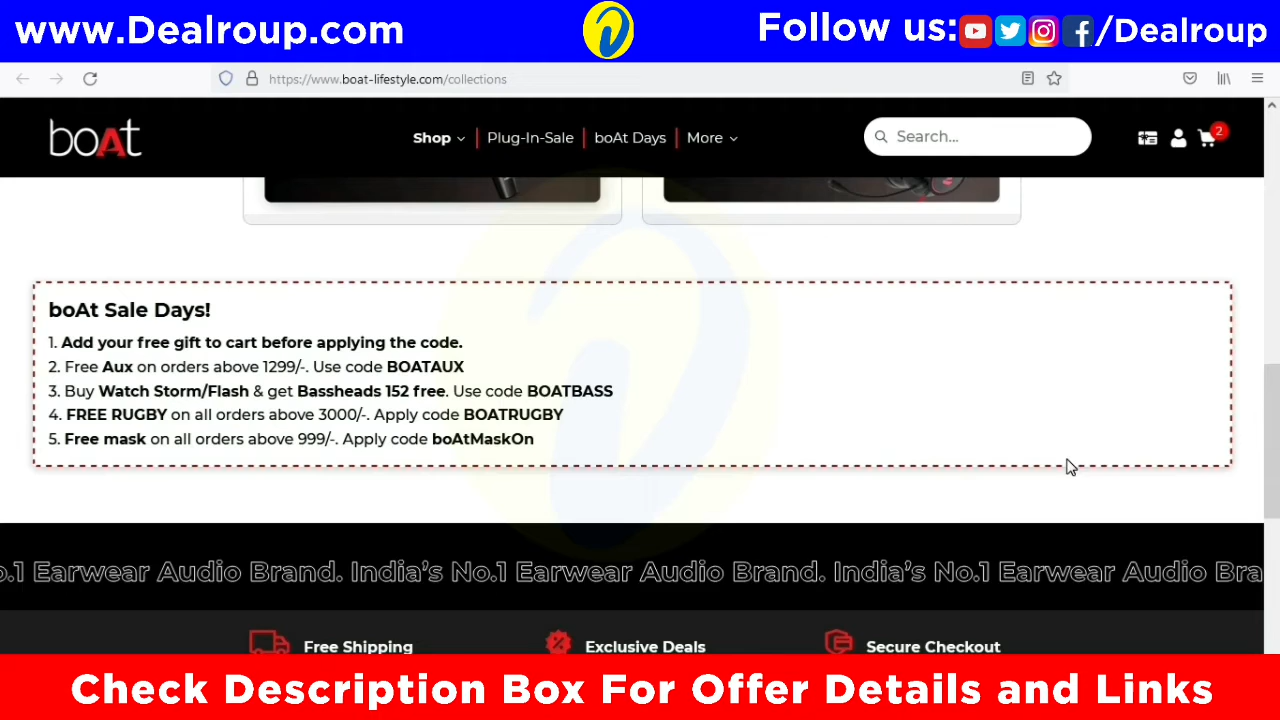 www.Dealroup.com
Follow us: /Dealroup
https://www.boat-lifestyle.com/collections
boAt
Shop
Plug-In-Sale
boAt Days
More
Search...
2
boAt Sale Days!
1. Add your free gift to cart before applying the code.
2. Free Aux on orders above 1299/-. Use code BOATAUX
3. Buy Watch Storm/Flash & get Bassheads 152 free. Use code BOATBASS
4. FREE RUGBY on all orders above 3000/-. Apply code BOATRUGBY
5. Free mask on all orders above 999/-. Apply code boAtMaskOn
o.1 Earwear Audio Brand. India's No.1 Earwear Audio Brand. India's No.1 Earwear Audio Bra
Free Shipping
Exclusive Deals
Secure Checkout
Check Description Box For Offer Details and Links